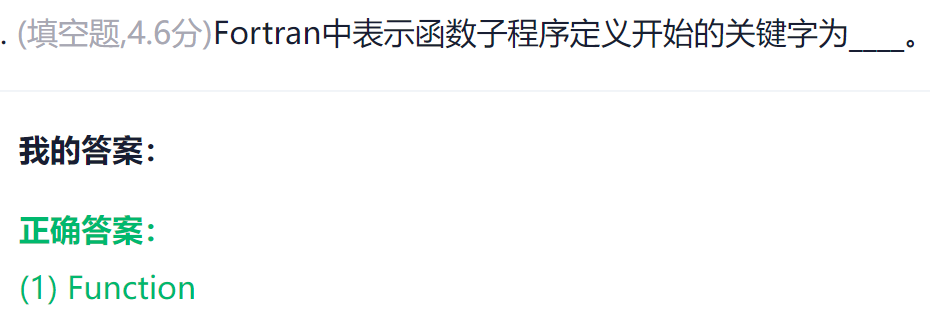 . (填空题,4.6分)Fortran中表示函数子程序定义开始的关键字为____。
我的答案：
正确答案：
(1) Function